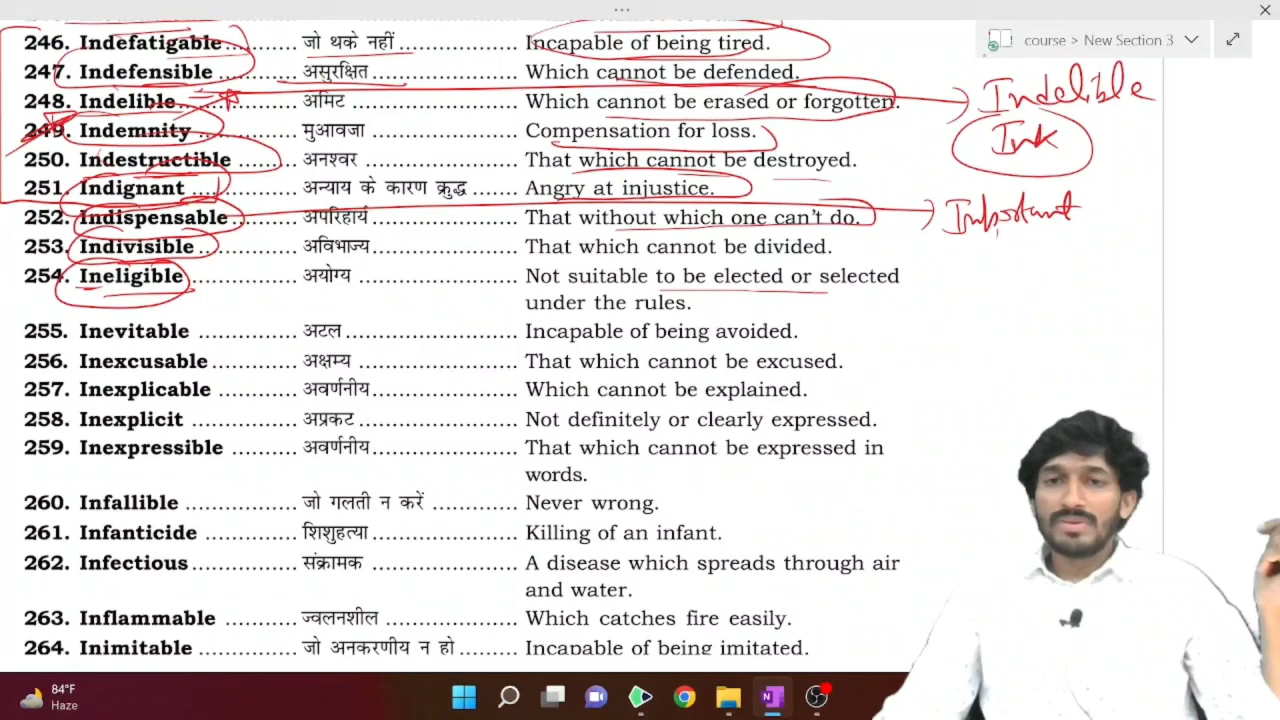 course > New Section 3
246. Indefatigable ............ जो थके नहीं .................... Incapable of being tired.
247. Indefensible ............. असुरक्षित ........................ Which cannot be defended.
248. Indelible.................... अमिट ........................... Which cannot be erased or forgotten.
Indelible
249. Indemnity ................ मुआवजा .......................... Compensation for loss.
Ink
250. Indestructible ........... अनश्वर ........................... That which cannot be destroyed.
251. Indignant ................. अन्याय के कारण क्रुद्ध ....... Angry at injustice.
252. Indispensable ........... अपरिहार्य ......................... That without which one can't do.
Important
253. Indivisible ................ अविभाज्य ......................... That which cannot be divided.
254. Ineligible .................. अयोग्य ............................ Not suitable to be elected or selected
under the rules.
255. Inevitable ................. अटल ............................. Incapable of being avoided.
256. Inexcusable .............. अक्षम्य ........................... That which cannot be excused.
257. Inexplicable .............. अवर्णनीय ......................... Which cannot be explained.
258. Inexplicit .................. अप्रकट ........................... Not definitely or clearly expressed.
259. Inexpressible ............ अवर्णनीय ......................... That which cannot be expressed in
words.
260. Infallible ................... जो गलती न करें ............... Never wrong.
261. Infanticide ................ शिशुहत्या ......................... Killing of an infant.
262. Infectious ................. संक्रामक ......................... A disease which spreads through air
and water.
263. Inflammable ............. ज्वलनशील ....................... Which catches fire easily.
264. Inimitable ................. जो अनकरणीय न हो ......... Incapable of being imitated.
84°F
Haze